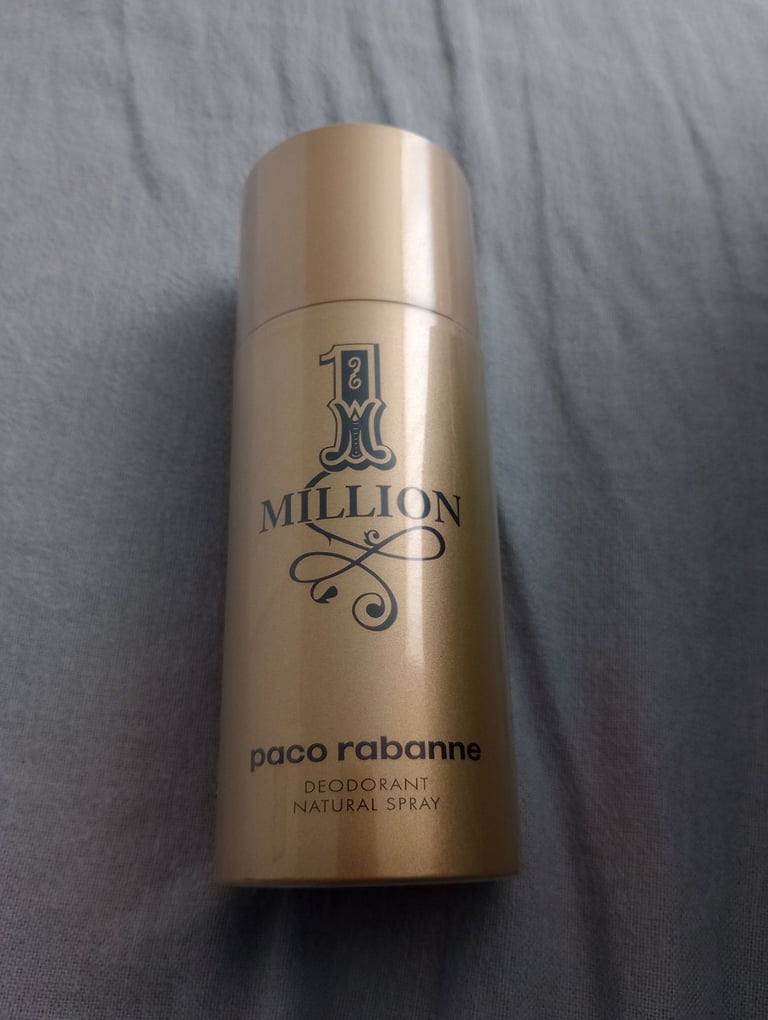 1
MILLION
paco rabanne
DEODORANT
NATURAL SPRAY